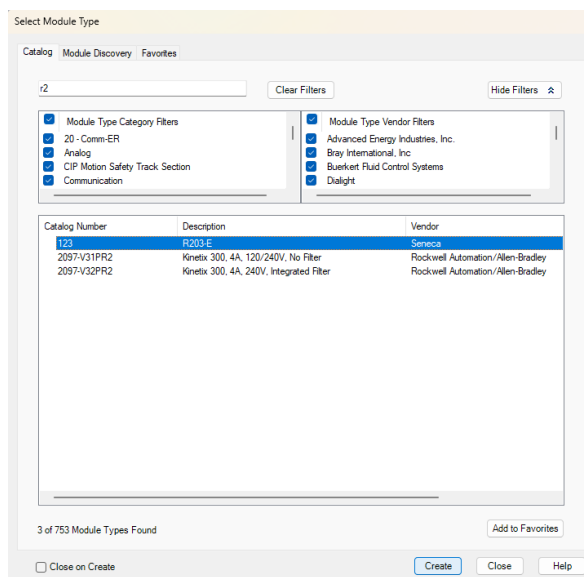 Select Module Type
Catalog Module Discovery Favorites
r2 Clear Filters Hide Filters
Module Type Category Filters Module Type Vendor Filters
20 - Comm-ER Advanced Energy Industries, Inc.
Analog Bray International, Inc
CIP Motion Safety Track Section Buerkert Fluid Control Systems
Communication Dialight
Catalog Number Description Vendor
123 R203-E Seneca
2097-V31PR2 Kinetix 300, 4A, 120/240V, No Filter Rockwell Automation/Allen-Bradley
2097-V32PR2 Kinetix 300, 4A, 240V, Integrated Filter Rockwell Automation/Allen-Bradley
3 of 753 Module Types Found Add to Favorites
Close on Create Create Close Help